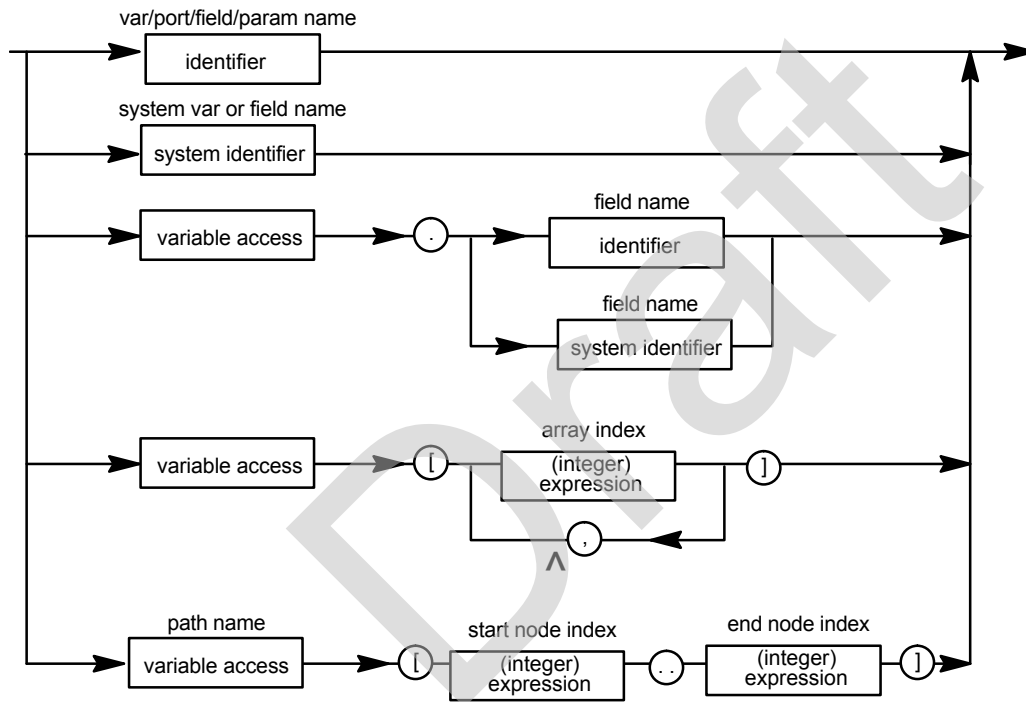 var/port/field/param name
identifier
system var or field name
system identifier
field name
variable access . identifier
field name
system identifier
array index
variable access [ (integer) expression ]
,
^
path name
start node index
end node index
variable access [ (integer) expression .. (integer) expression ]
Draft